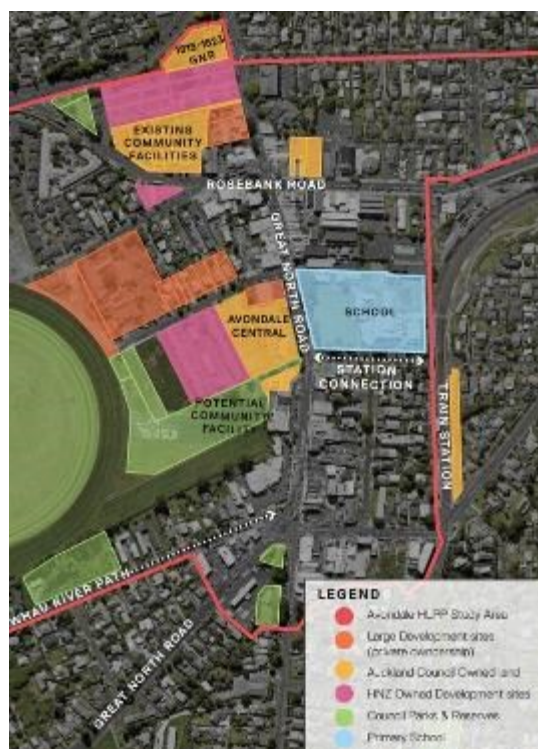 GNR
EXISTING
COMMUNITY
FACILITIES
ROSEBANK ROAD
GREAT NORTH ROAD
SCHOOL
AVONDALE
CENTRAL
STATION
CONNECTION
POTENTIAL
COMMUNITY
FACILITY
TRAIN STATION
WHAU RIVER PATH
GREAT NORTH ROAD
LEGEND
Avondale HLPP Study Area
Large Development sites
(private ownership)
Auckland Council Owned land
HNZ Owned Development sites
Council Parks & Reserves
Primary School